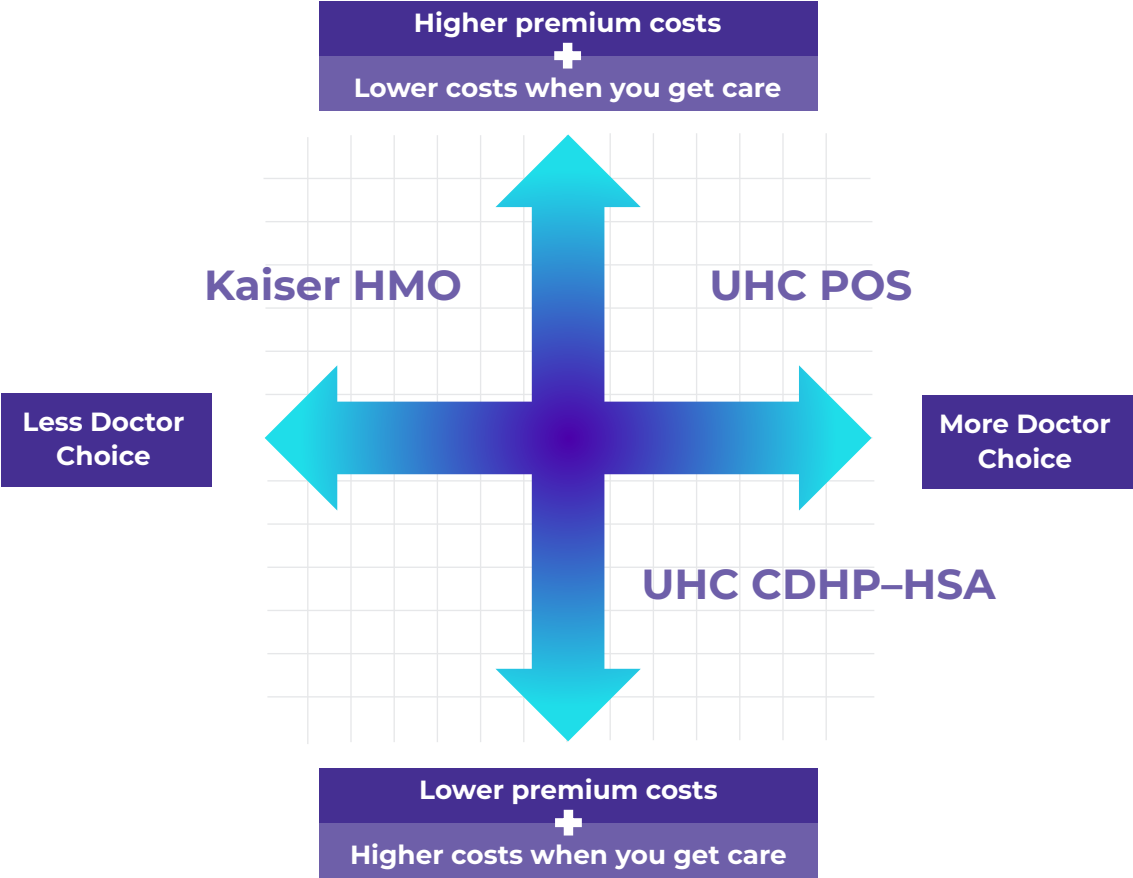 Higher premium costs
Lower costs when you get care
Kaiser HMO
UHC POS
Less Doctor
Choice
More Doctor
Choice
UHC CDHP–HSA
Lower premium costs
Higher costs when you get care